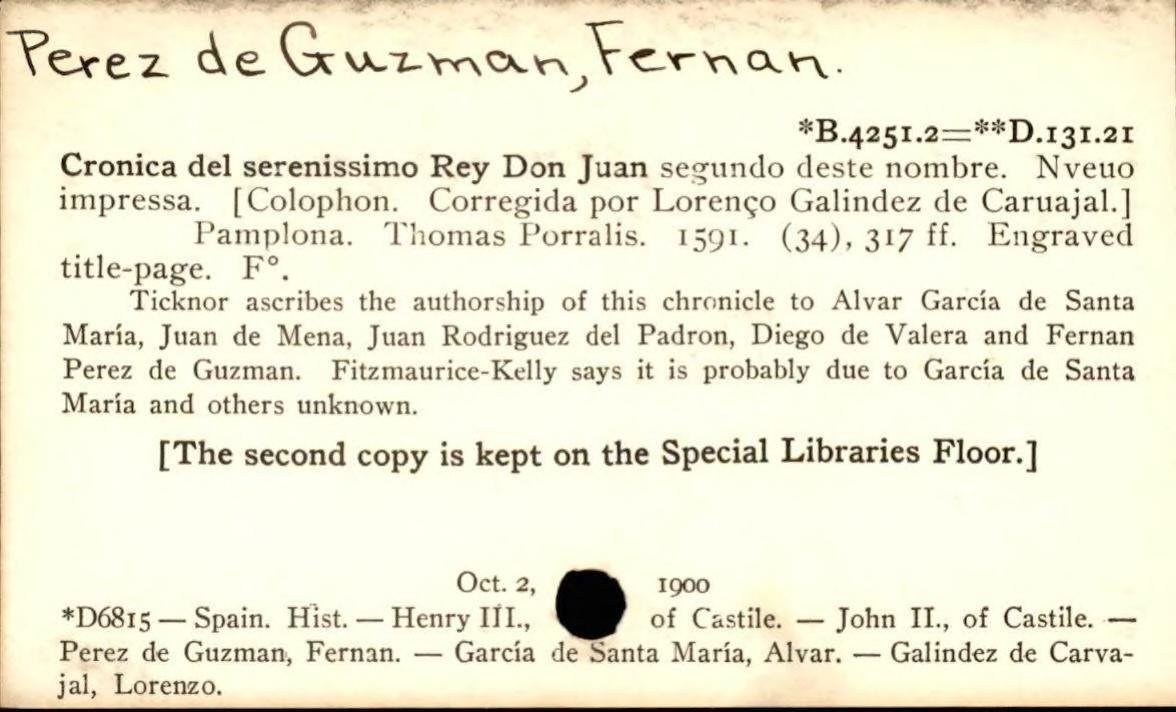 Perez de Guzman, Fernan.
*B.4251.2=**D.131.21
Cronica del serenissimo Rey Don Juan segundo deste nombre. Nveuo
impressa. [Colophon. Corregida por Lorenço Galindez de Caruajal.]
Pamplona. Thomas Porralis. 1591. (34), 317 ff. Engraved
title-page. F°.
Ticknor ascribes the authorship of this chronicle to Alvar García de Santa
María, Juan de Mena, Juan Rodriguez del Padron, Diego de Valera and Fernan
Perez de Guzman. Fitzmaurice-Kelly says it is probably due to García de Santa
María and others unknown.
[The second copy is kept on the Special Libraries Floor.]
Oct. 2, 1900
*D6815 — Spain. Hist. — Henry III., of Castile. — John II., of Castile. —
Perez de Guzman, Fernan. — García de Santa María, Alvar. — Galindez de Carva-
jal, Lorenzo.